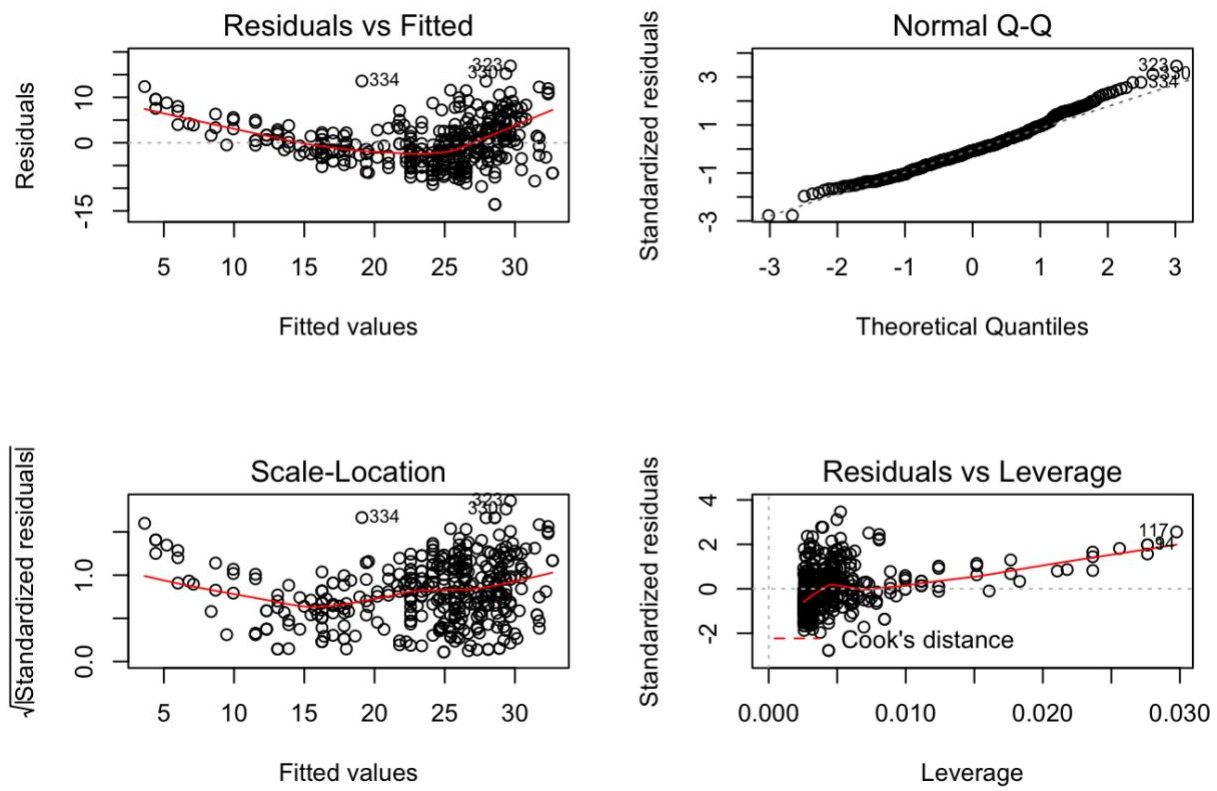 Residuals vs Fitted
Residuals
10
0
-15
323
330
334
5 10 15 20 25 30
Fitted values
Normal Q-Q
Standardized residuals
3
1
-1
-3
323
330
334
-3 -2 -1 0 1 2 3
Theoretical Quantiles
Scale-Location
√|Standardized residuals|
1.0
0.0
323
330
334
5 10 15 20 25 30
Fitted values
Residuals vs Leverage
Standardized residuals
4
2
0
-2
117
94
Cook's distance
0.000 0.010 0.020 0.030
Leverage